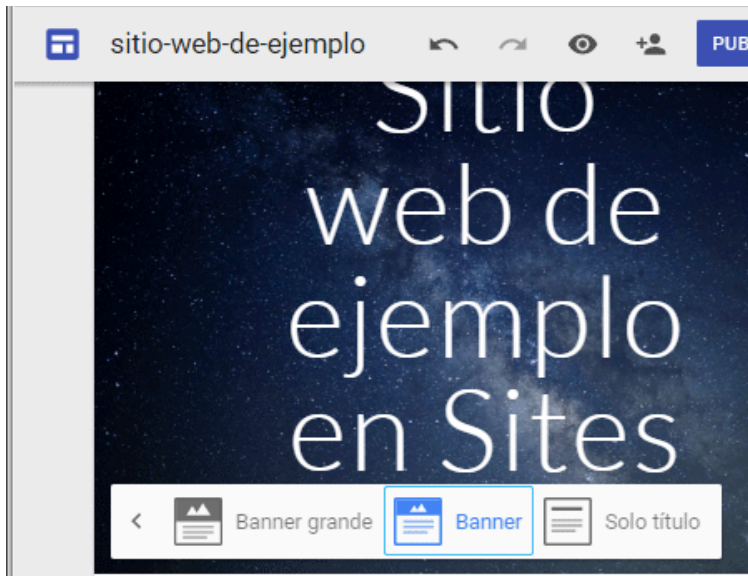 sitio-web-de-ejemplo
PUB
Sitio
web de
ejemplo
en Sites
Banner grande
Banner
Solo título